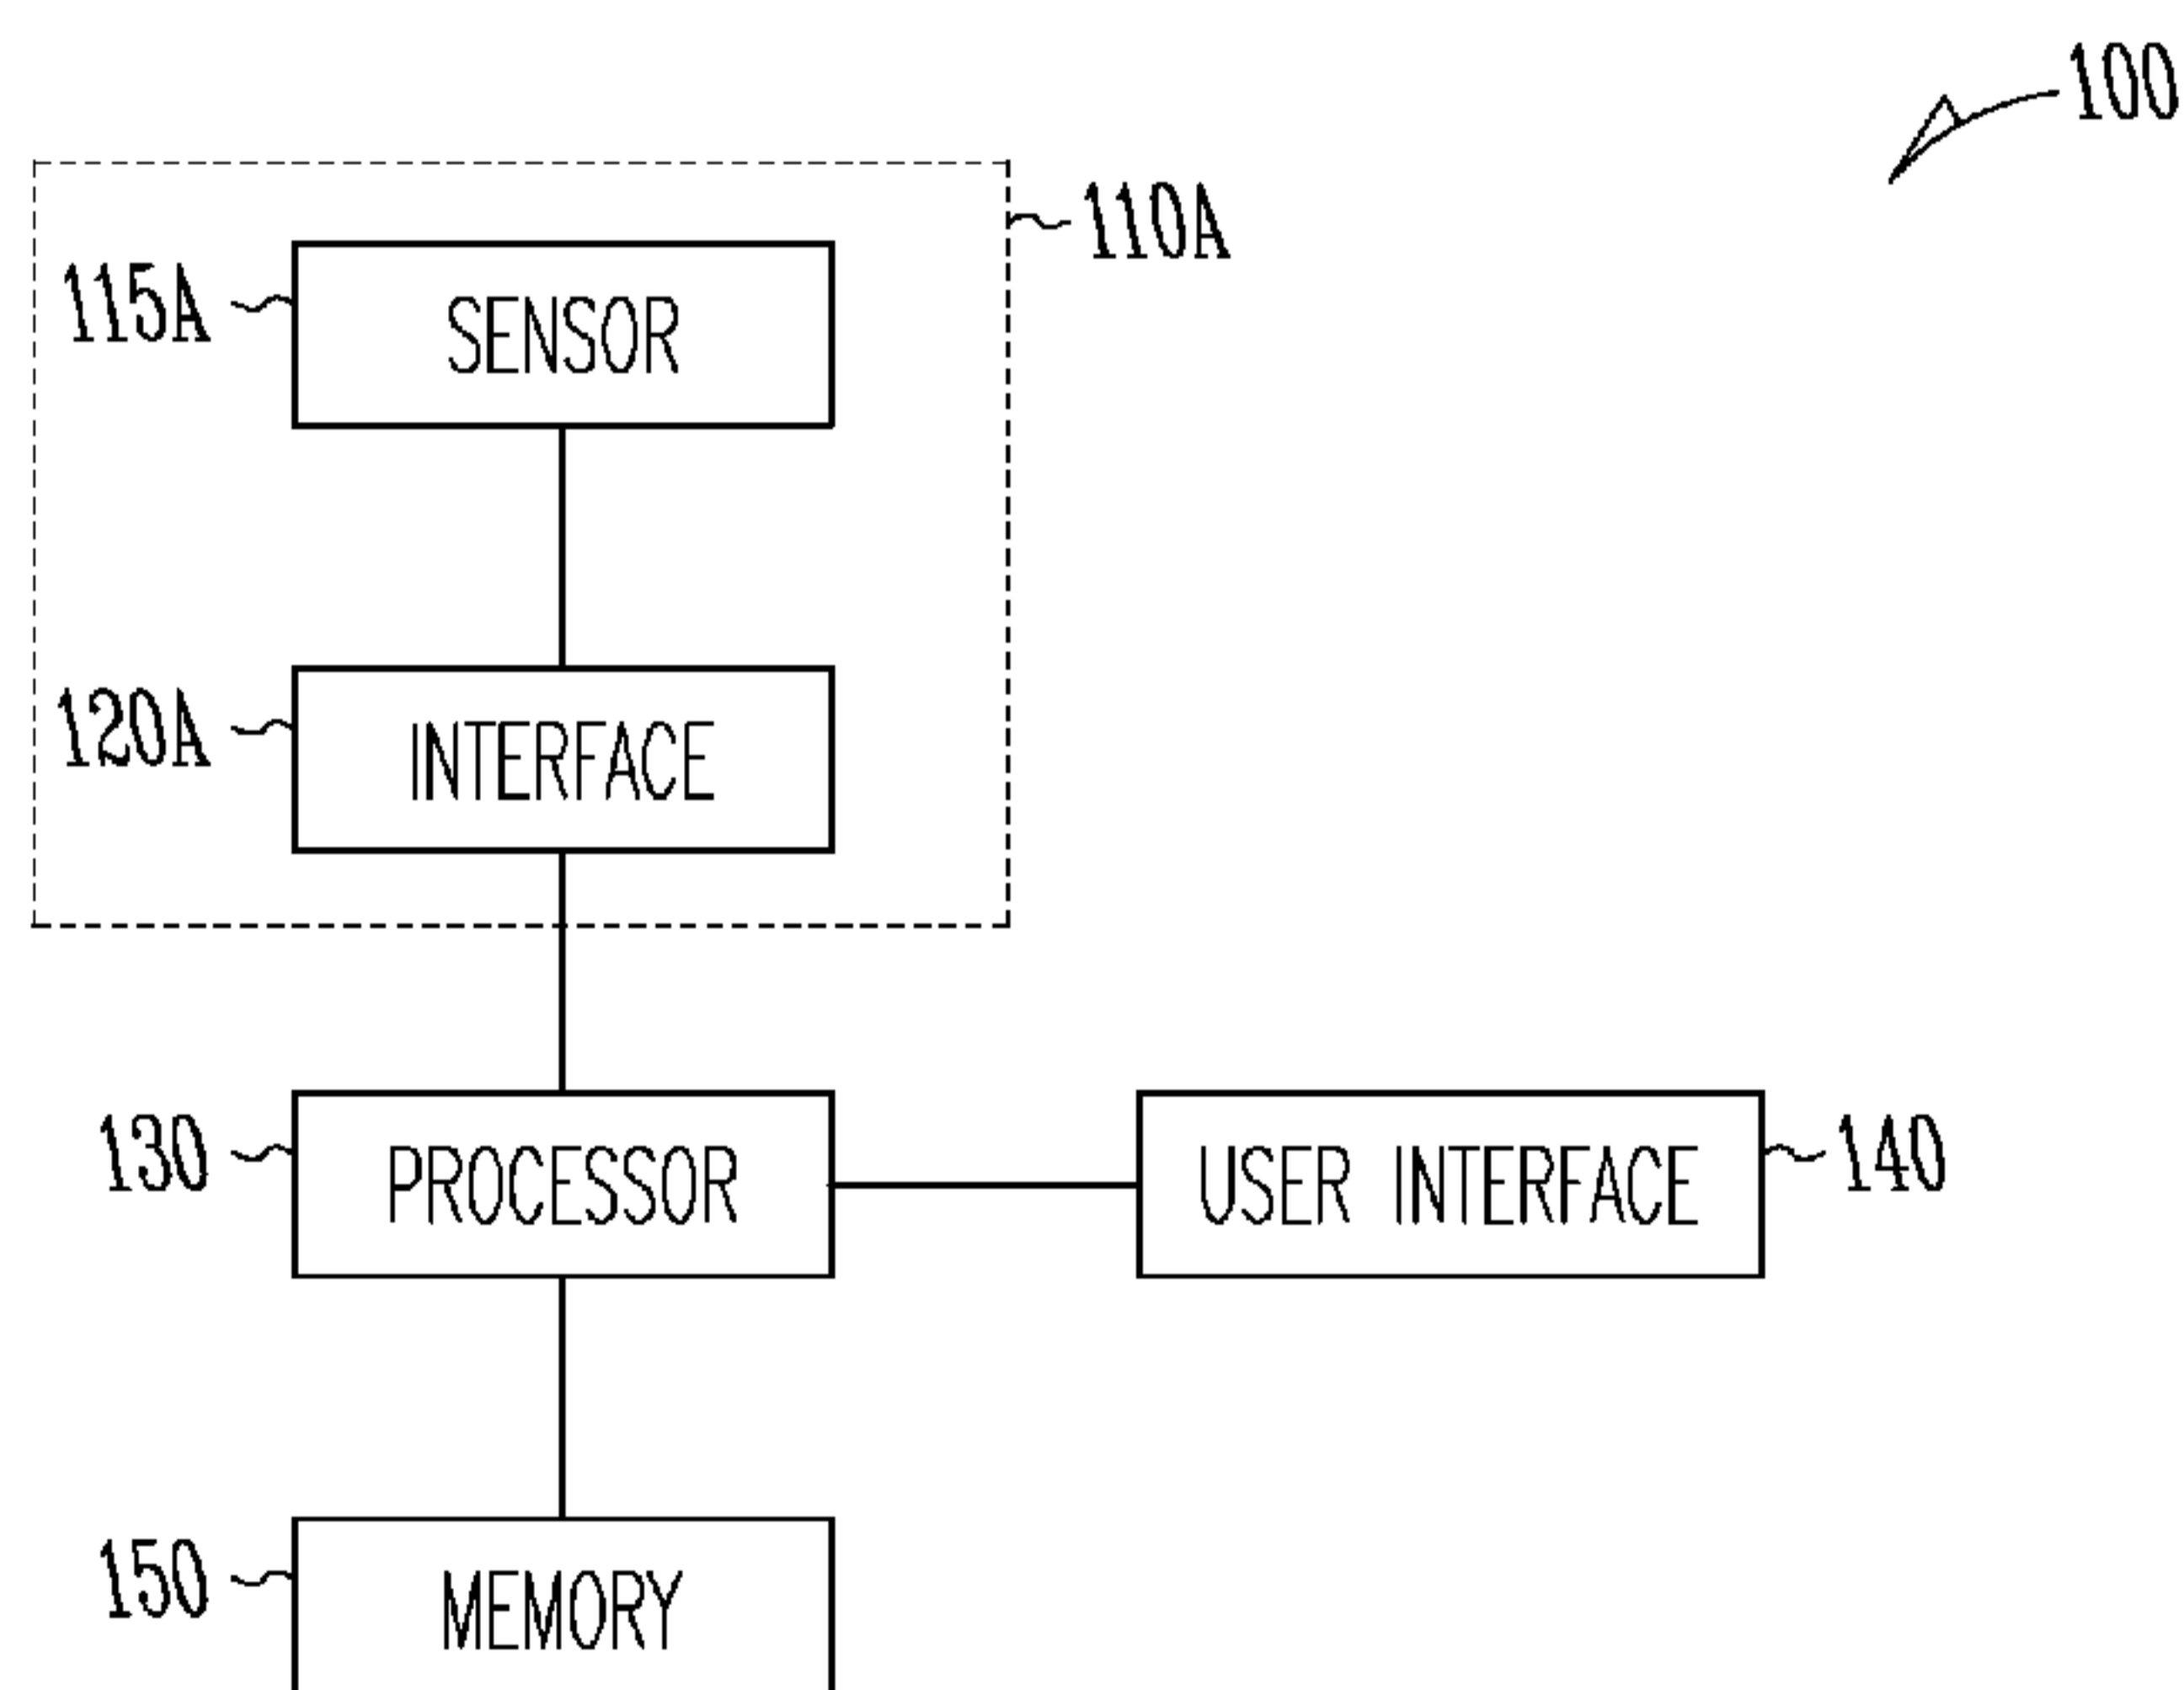 100
110A
115A
SENSOR
120A
INTERFACE
130
PROCESSOR
USER INTERFACE
140
150
MEMORY